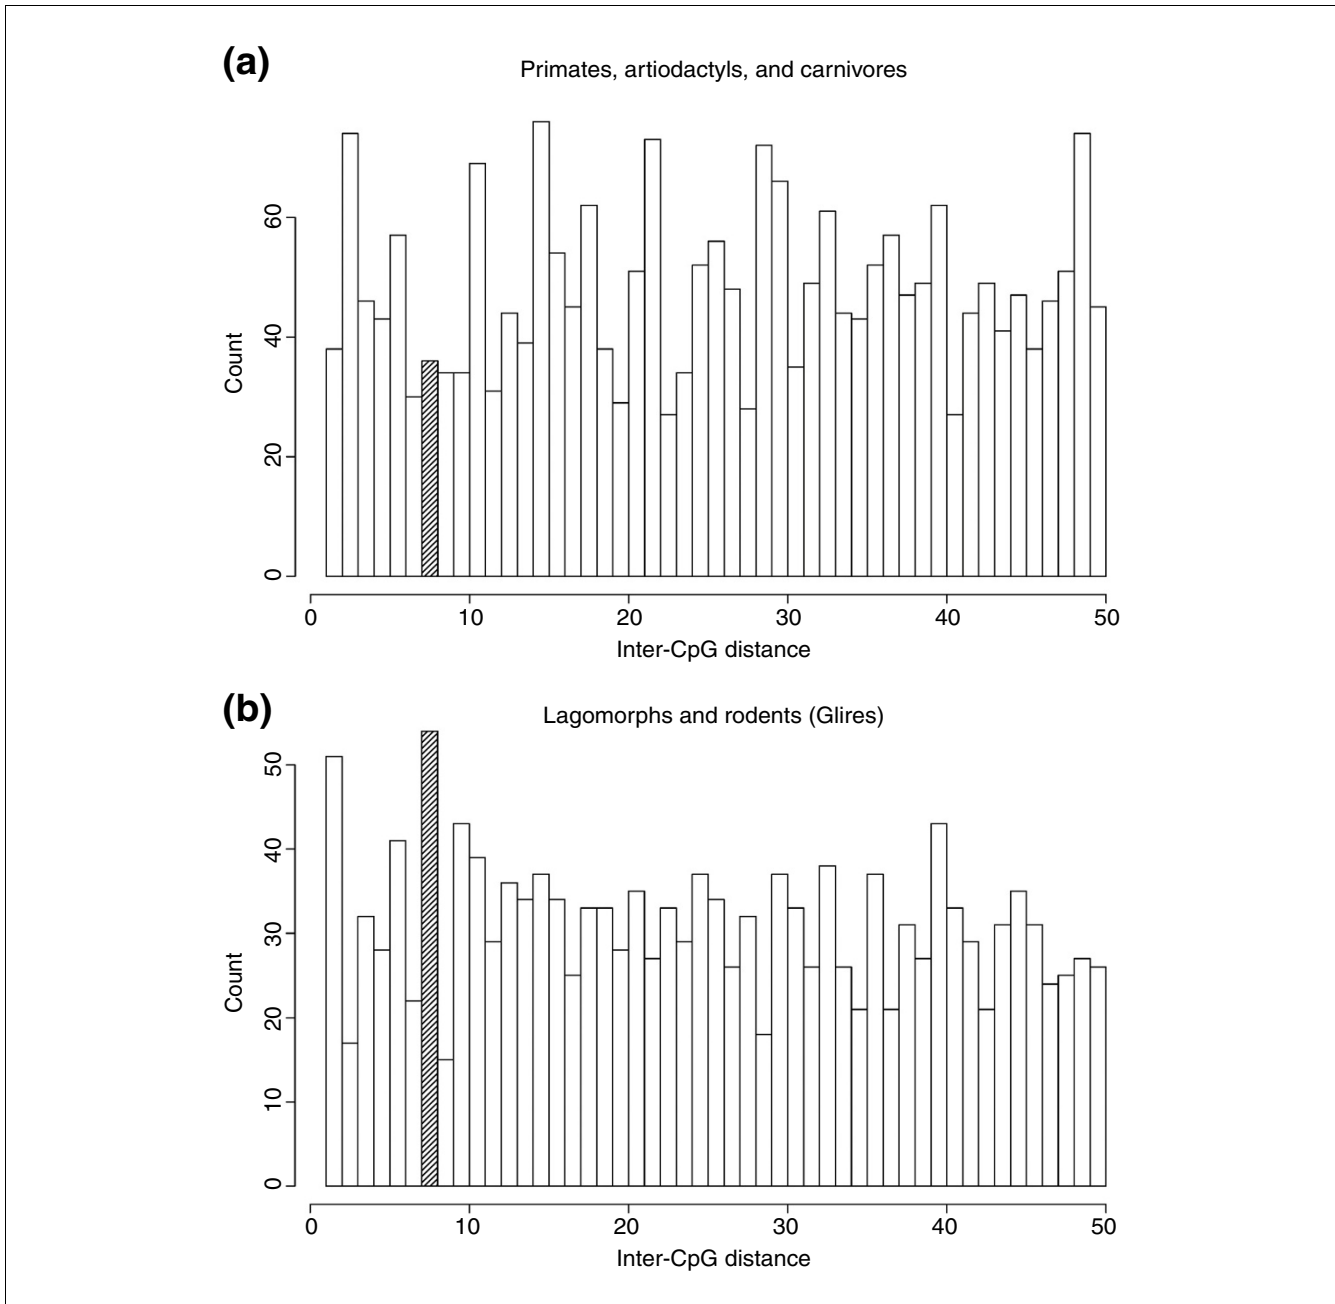 (a)
Primates, artiodactyls, and carnivores
60
40
20
0
Count
0 10 20 30 40 50
Inter-CpG distance
(b)
Lagomorphs and rodents (Glires)
50
40
30
20
10
0
Count
0 10 20 30 40 50
Inter-CpG distance